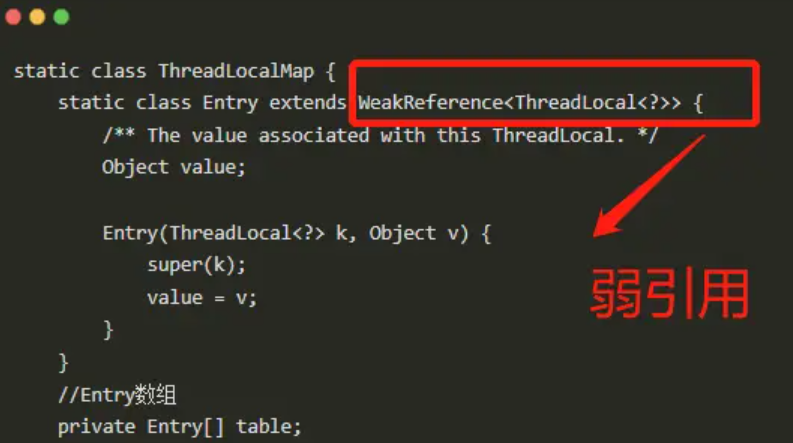 static class ThreadLocalMap {
static class Entry extends WeakReference<ThreadLocal<?>> {
/** The value associated with this ThreadLocal. */
Object value;
Entry(ThreadLocal<?> k, Object v) {
super(k);
value = v;
}
}
弱引用
//Entry数组
private Entry[] table;